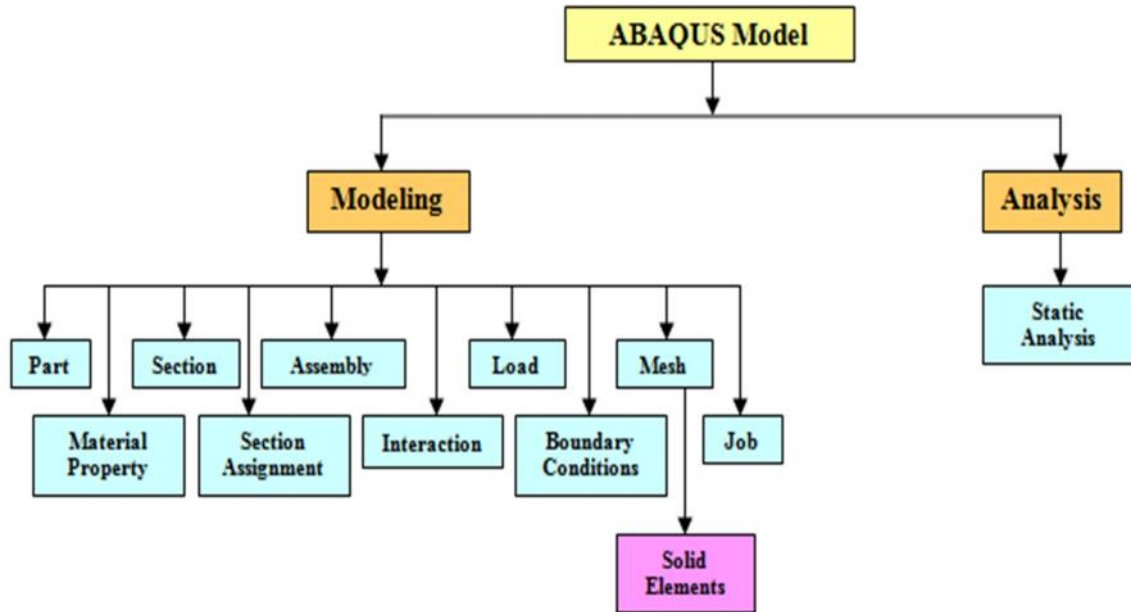 ABAQUS Model
Modeling
Analysis
Static
Analysis
Part
Section
Assembly
Load
Mesh
Material
Property
Section
Assignment
Interaction
Boundary
Conditions
Job
Solid
Elements